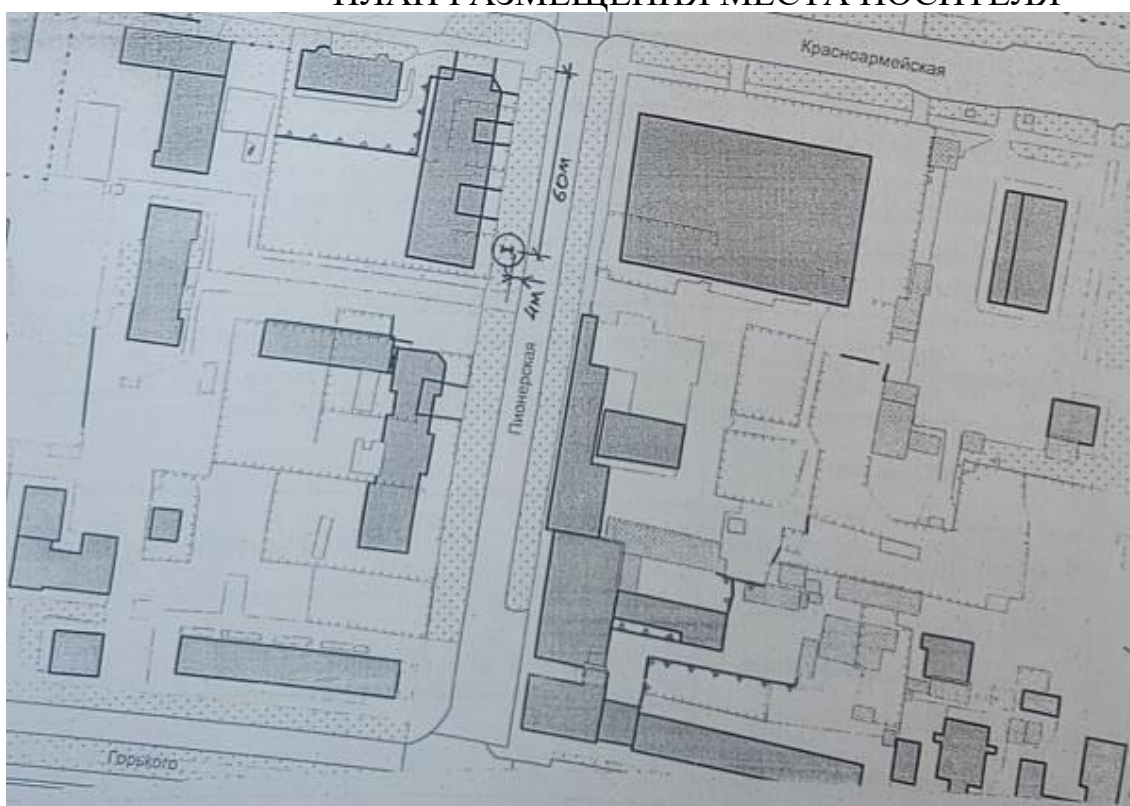 ПЛАН РАЗМЕЩЕНИЯ МЕСТА НОСИТЕЛЯ
Красноармейская
60м
1
4м
Пионерская
Горького